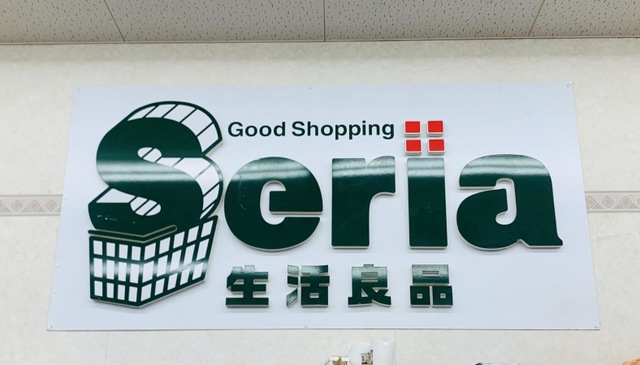 Good Shopping
Seria
生活良品